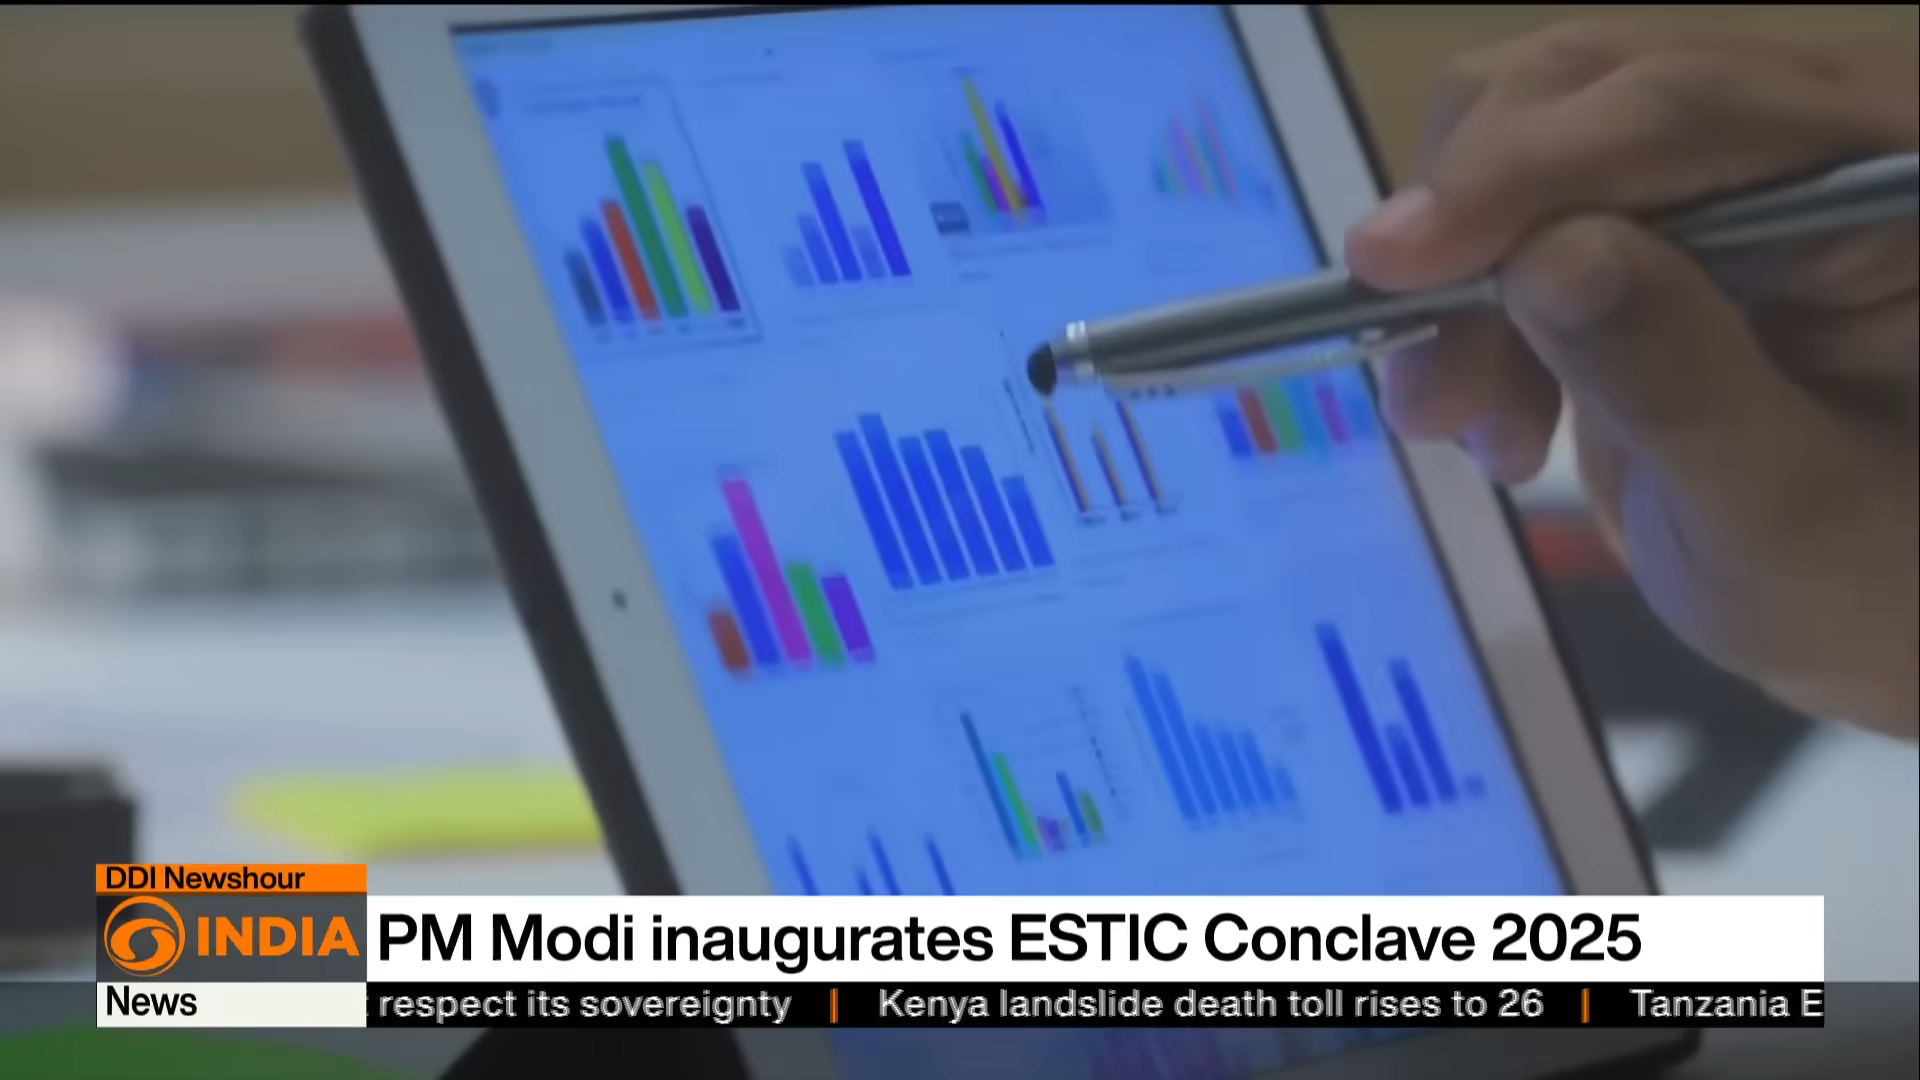 DDI Newshour
INDIA
PM Modi inaugurates ESTIC Conclave 2025
News
respect its sovereignty | Kenya landslide death toll rises to 26 | Tanzania E